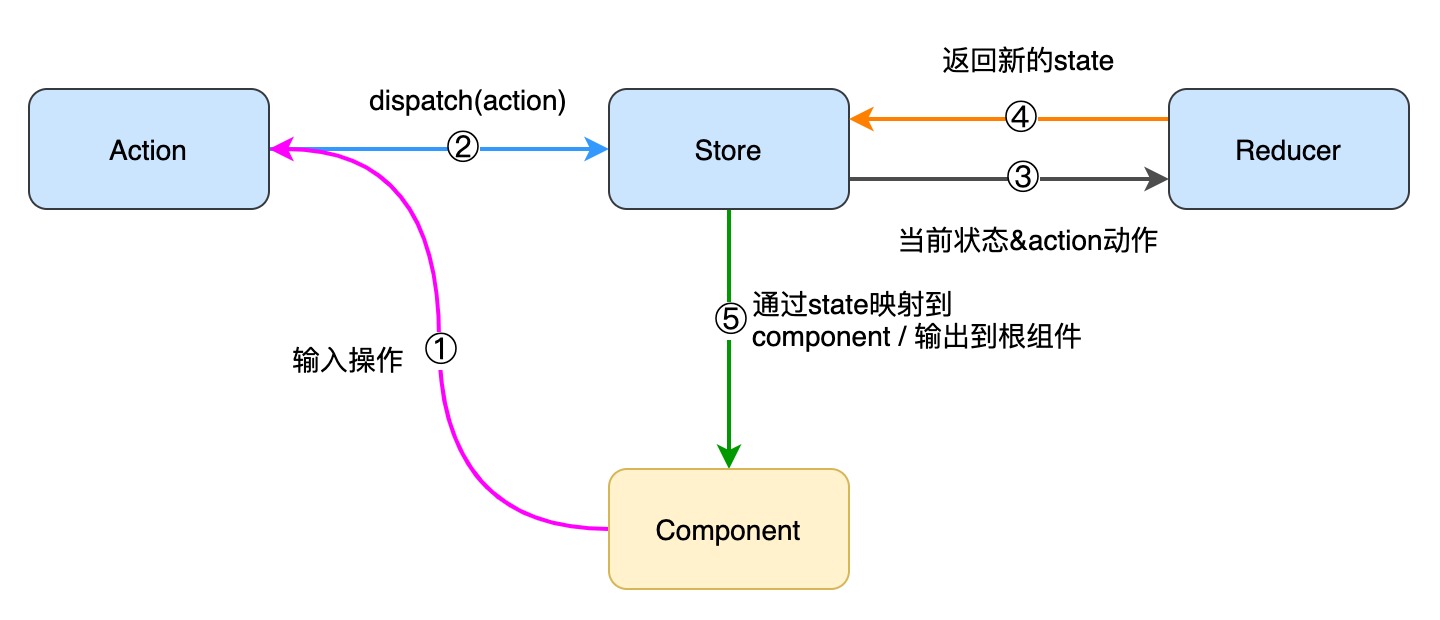 返回新的state
dispatch(action)
④
Action
②
Store
Reducer
③
当前状态&action动作
通过state映射到
⑤
component / 输出到根组件
①
输入操作
Component